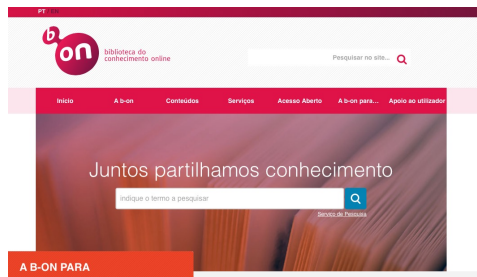 PT EN
b on
biblioteca do
conhecimento online
Pesquisar no site...
Início A b-on Conteúdos Serviços Acesso Aberto A b-on para... Apoio ao utilizador
Juntos partilhamos conhecimento
indique o termo a pesquisar
Serviço de Pesquisa
A B-ON PARA